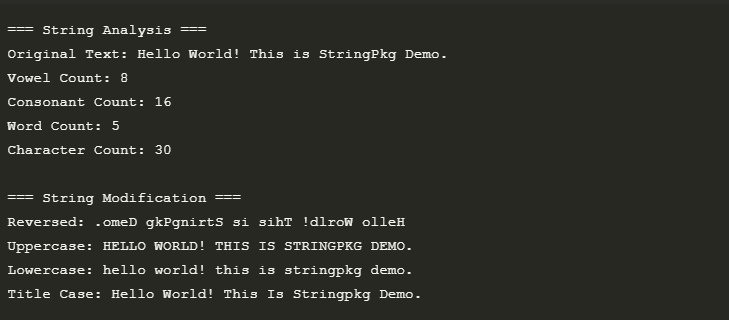 === String Analysis ===
Original Text: Hello World! This is StringPkg Demo.
Vowel Count: 8
Consonant Count: 16
Word Count: 5
Character Count: 30
=== String Modification ===
Reversed: .omeD gkPgnirtS si sihT !dlroW olleH
Uppercase: HELLO WORLD! THIS IS STRINGPKG DEMO.
Lowercase: hello world! this is stringpkg demo.
Title Case: Hello World! This Is Stringpkg Demo.